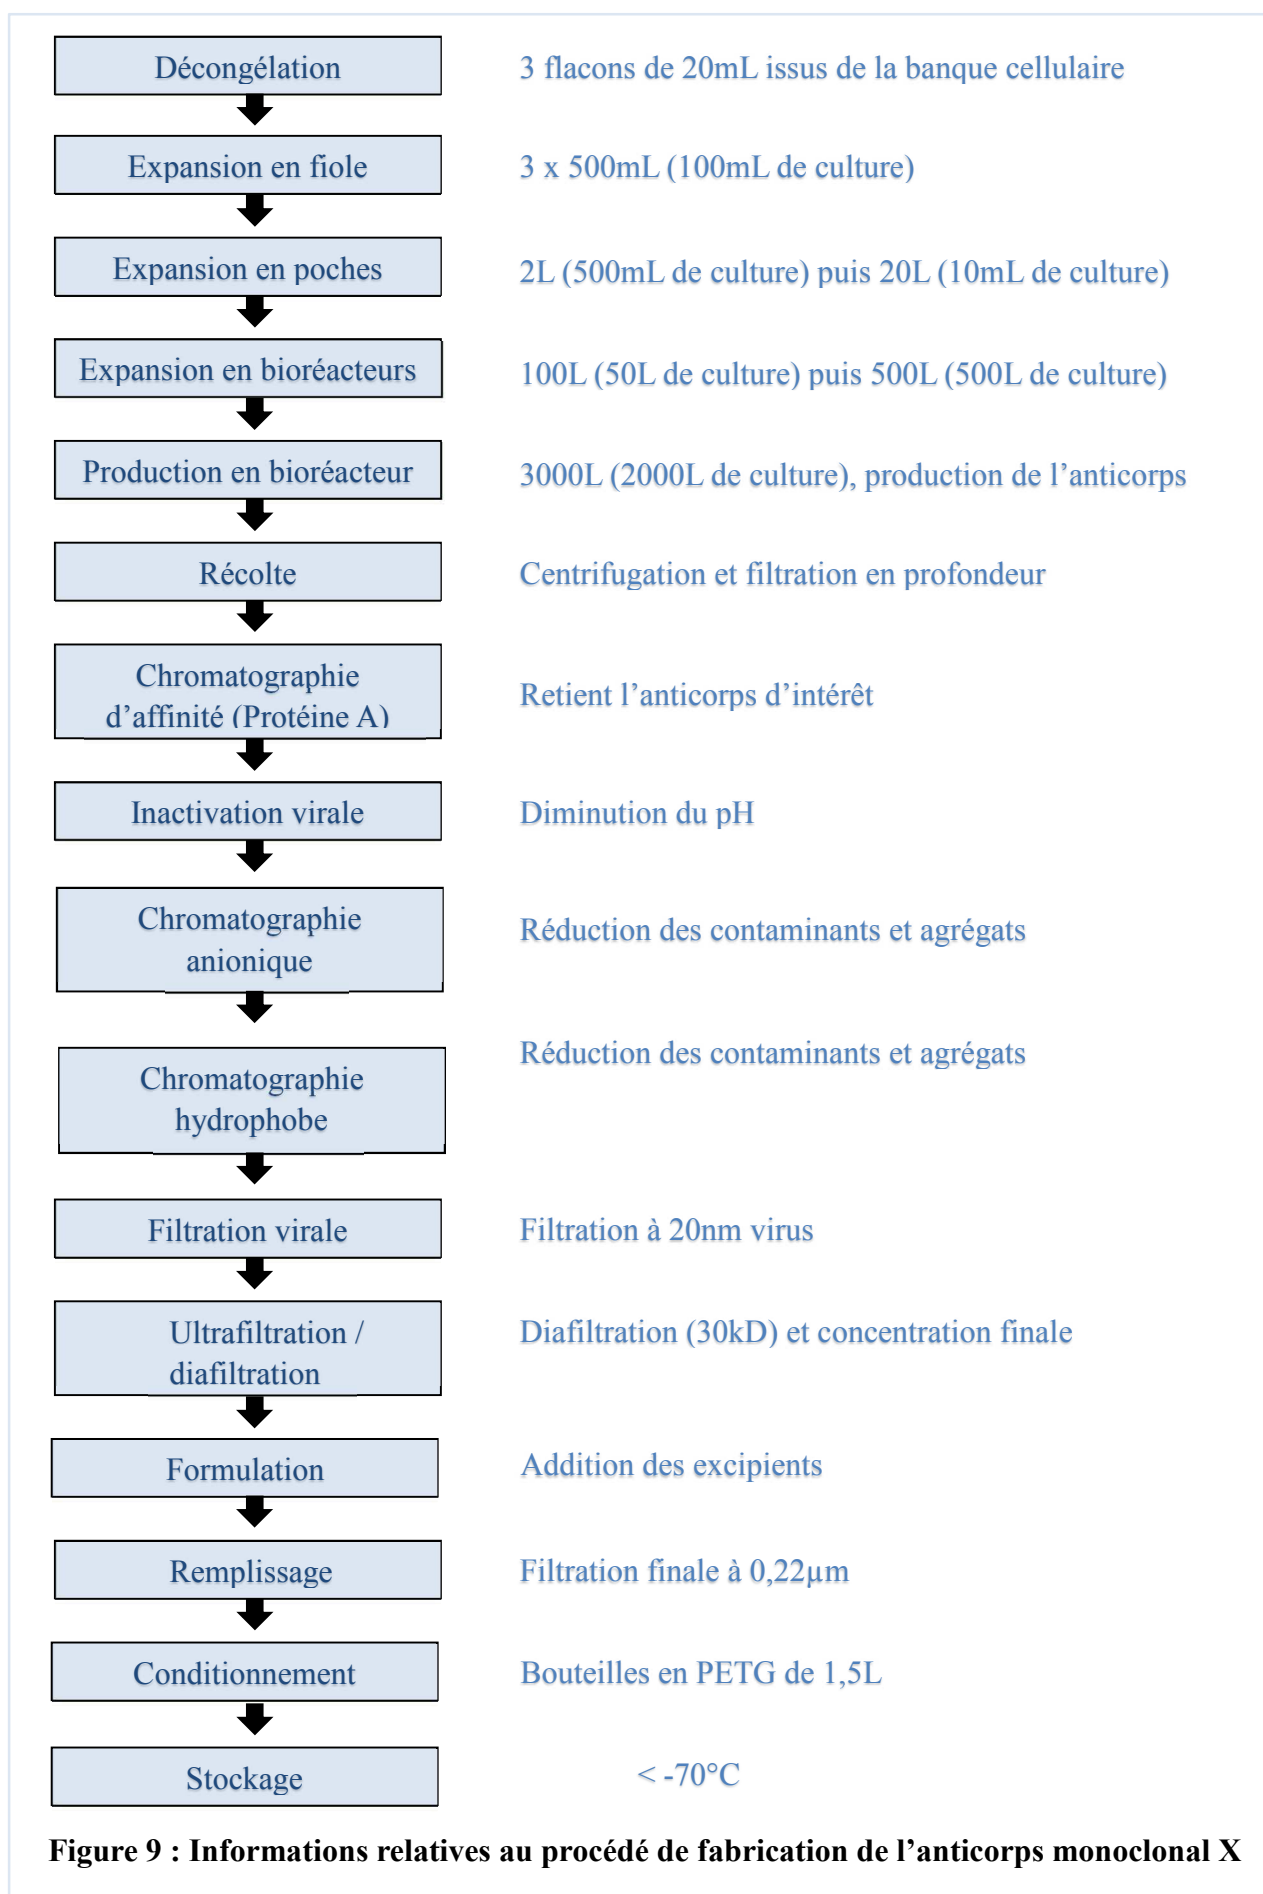 Décongélation
3 flacons de 20mL issus de la banque cellulaire
Expansion en fiole
3 x 500mL (100mL de culture)
Expansion en poches
2L (500mL de culture) puis 20L (10mL de culture)
Expansion en bioréacteurs
100L (50L de culture) puis 500L (500L de culture)
Production en bioréacteur
3000L (2000L de culture), production de l’anticorps
Récolte
Centrifugation et filtration en profondeur
Chromatographie
d’affinité (Protéine A)
Retient l’anticorps d’intérêt
Inactivation virale
Diminution du pH
Chromatographie
anionique
Réduction des contaminants et agrégats
Chromatographie
hydrophobe
Réduction des contaminants et agrégats
Filtration virale
Filtration à 20nm virus
Ultrafiltration /
diafiltration
Diafiltration (30kD) et concentration finale
Formulation
Addition des excipients
Remplissage
Filtration finale à 0,22µm
Conditionnement
Bouteilles en PETG de 1,5L
Stockage
< -70°C
Figure 9 : Informations relatives au procédé de fabrication de l’anticorps monoclonal X